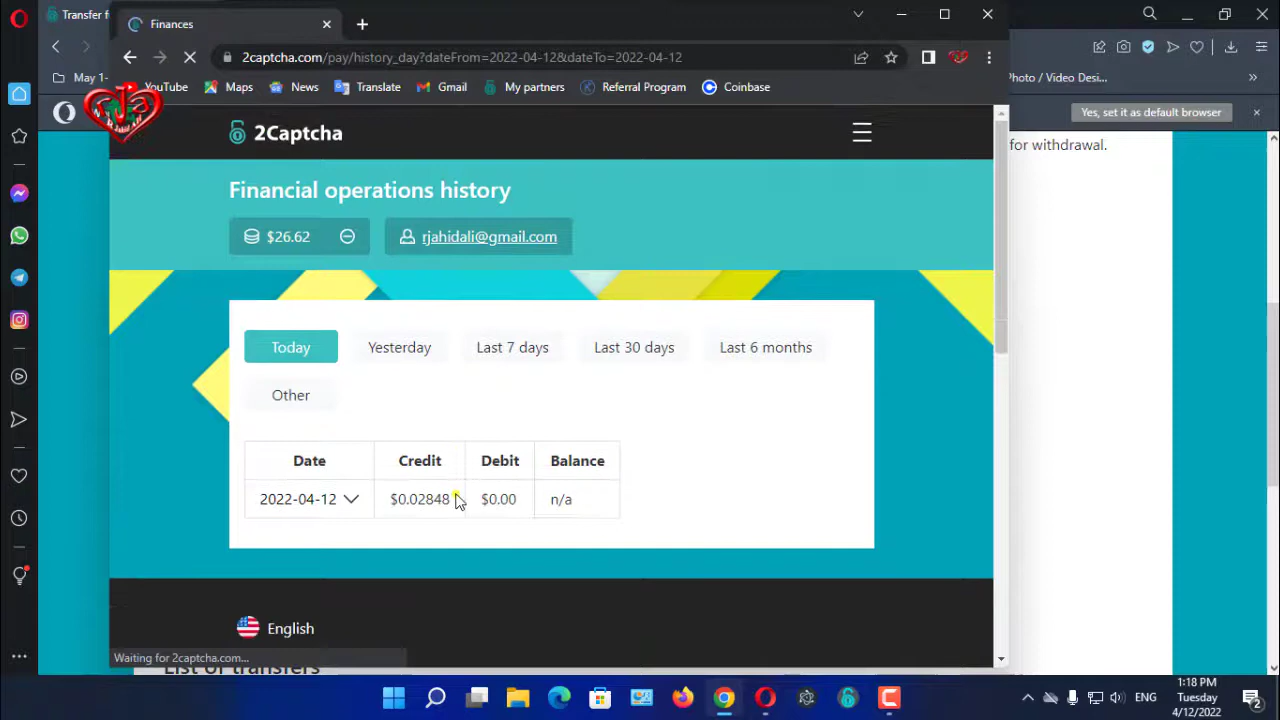 Transfer f
Finances
2captcha.com/pay/history_day?dateFrom=2022-04-12&dateTo=2022-04-12
May 1-
YouTube
Maps
News
Translate
Gmail
My partners
Referral Program
Coinbase
Photo / Video Desi...
Yes, set it as default browser
2Captcha
for withdrawal.
Financial operations history
$26.62
rjahidali@gmail.com
Today
Yesterday
Last 7 days
Last 30 days
Last 6 months
Other
Date Credit Debit Balance
2022-04-12 $0.02848 $0.00 n/a
English
Waiting for 2captcha.com...
List of transfers
ENG
1:18 PM
Tuesday
4/12/2022
2